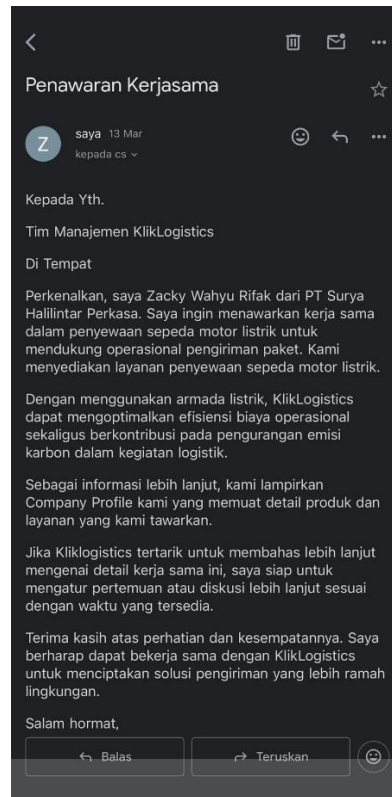 Penawaran Kerjasama
Z
saya 13 Mar
kepada cs
Kepada Yth.
Tim Manajemen KlikLogistics
Di Tempat
Perkenalkan, saya Zacky Wahyu Rifak dari PT Surya
Halilintar Perkasa. Saya ingin menawarkan kerja sama
dalam penyewaan sepeda motor listrik untuk
mendukung operasional pengiriman paket. Kami
menyediakan layanan penyewaan sepeda motor listrik.
Dengan menggunakan armada listrik, KlikLogistics
dapat mengoptimalkan efisiensi biaya operasional
sekaligus berkontribusi pada pengurangan emisi
karbon dalam kegiatan logistik.
Sebagai informasi lebih lanjut, kami lampirkan
Company Profile kami yang memuat detail produk dan
layanan yang kami tawarkan.
Jika Kliklogistics tertarik untuk membahas lebih lanjut
mengenai detail kerja sama ini, saya siap untuk
mengatur pertemuan atau diskusi lebih lanjut sesuai
dengan waktu yang tersedia.
Terima kasih atas perhatian dan kesempatannya. Saya
berharap dapat bekerja sama dengan KlikLogistics
untuk menciptakan solusi pengiriman yang lebih ramah
lingkungan.
Salam hormat,
Balas
Teruskan